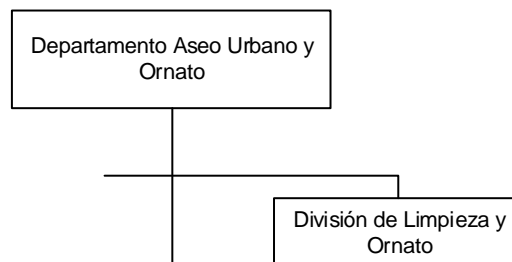 Departamento Aseo Urbano y
Ornato
División de Limpieza y
Ornato